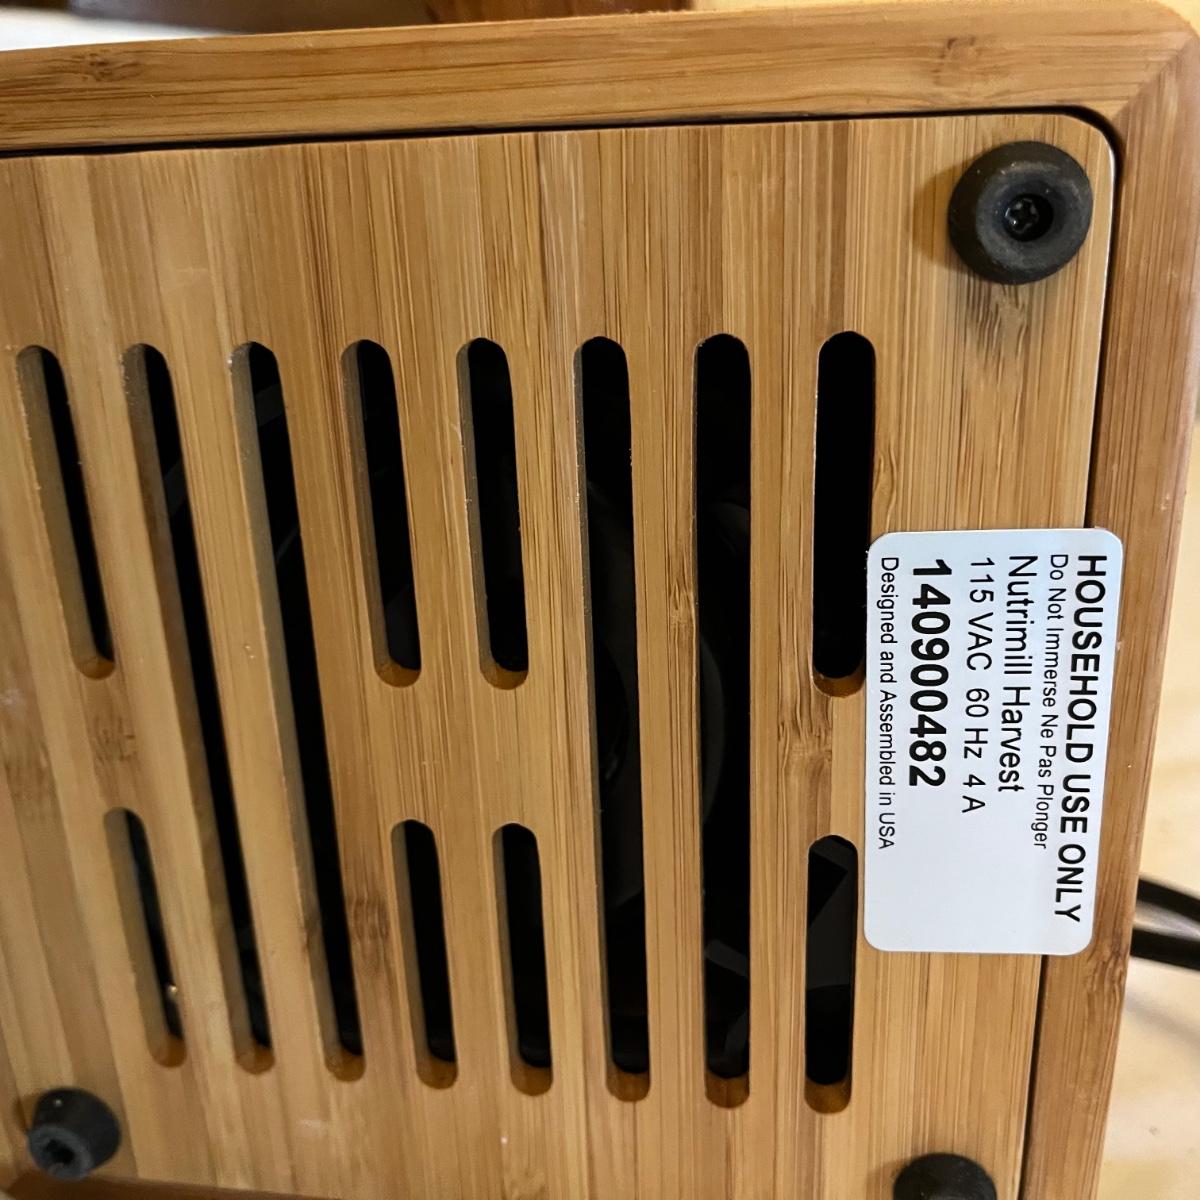 HOUSEHOLD USE ONLY
Do Not Immerse Ne Pas Plonger
Nutrimill Harvest
115 VAC 60 Hz 4 A
140900482
Designed and Assembled in USA